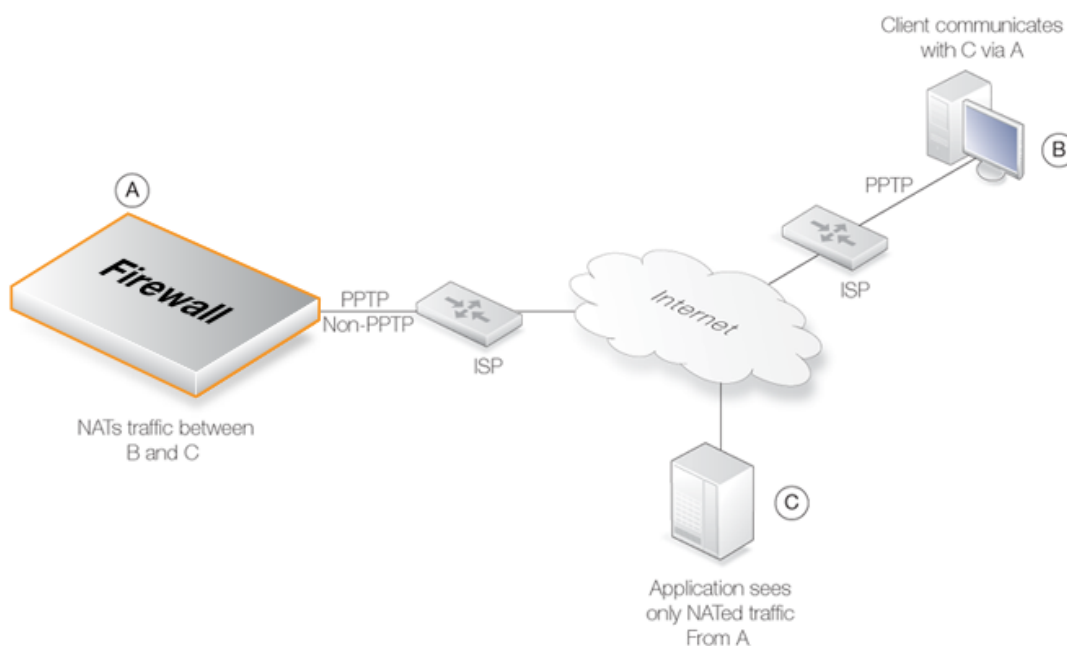 Client communicates
with C via A
B
PPTP
A
Firewall
PPTP
Non-PPTP
ISP
Internet
ISP
NATs traffic between
B and C
C
Application sees
only NATed traffic
From A